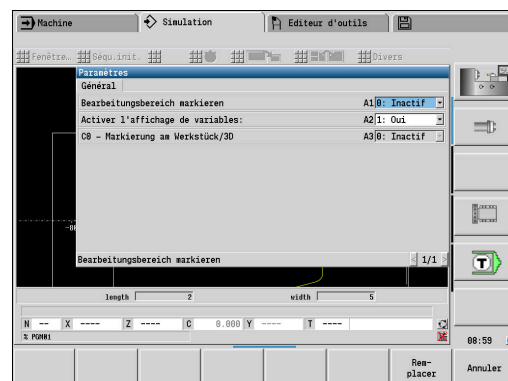 Machine
Simulation
Editeur d'outils
Fenêtre… Séqu.init. Divers
Paramètres
Général
Bearbeitungsbereich markieren A1 0: Inactif
Activer l'affichage de variables: A2 1: Oui
C0 - Markierung am Werkstück/3D A3 0: Inactif
Bearbeitungsbereich markieren 1/1
length 2 width 5
N -- X ---- Z ---- C 0.000 Y ---- T ----
% PGM01
08:59
T
Rem-
placer
Annuler